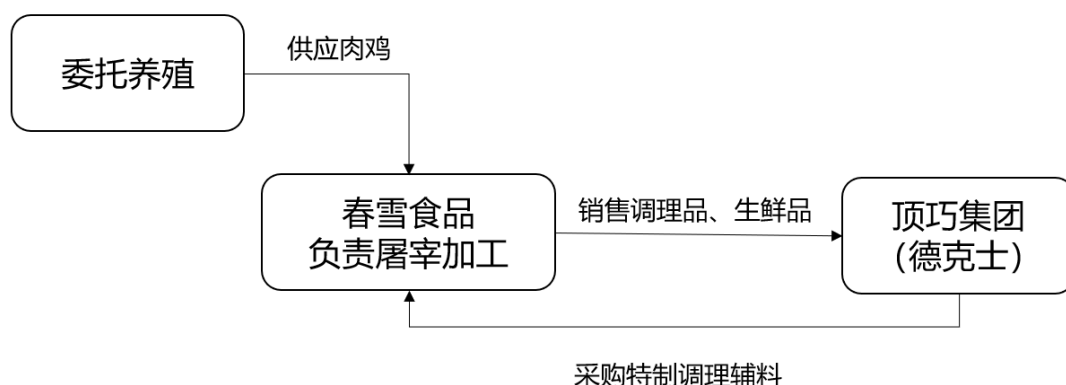 委托养殖
供应肉鸡
春雪食品
负责屠宰加工
销售调理品、生鲜品
顶巧集团
（德克士）
采购特制调理辅料